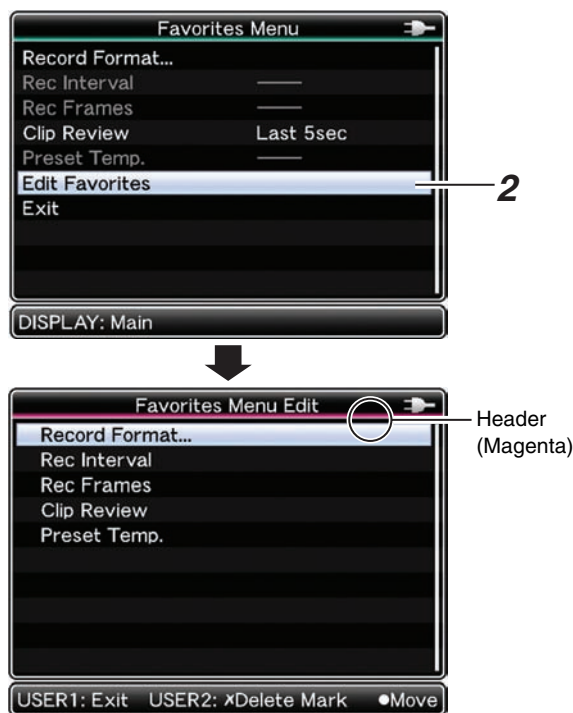 Favorites Menu
Record Format...
Rec Interval ——
Rec Frames ——
Clip Review Last 5sec
Preset Temp. ——
Edit Favorites
2
Exit
DISPLAY: Main
Favorites Menu Edit
Header
(Magenta)
Record Format...
Rec Interval
Rec Frames
Clip Review
Preset Temp.
USER1: Exit USER2: ✗Delete Mark ●Move